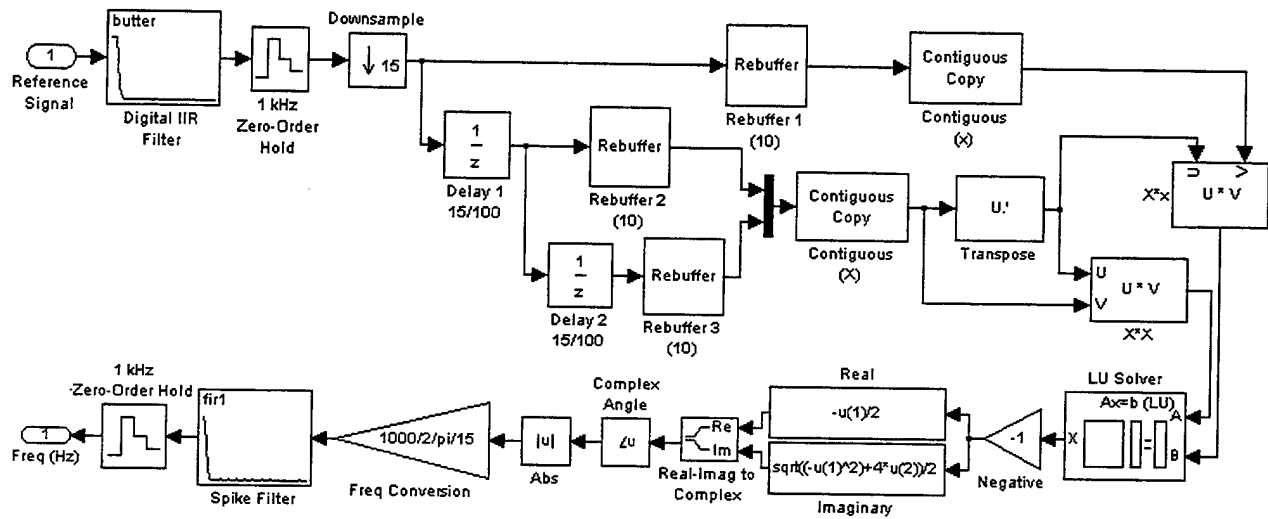 butter
1
Reference
Signal
Digital IIR
Filter
1 kHz
Zero-Order
Hold
Downsample
15
Rebuffer
Rebuffer 1
(10)
Contiguous
Copy
Contiguous
(x)
1
z
Delay 1
15/100
Rebuffer
Rebuffer 2
(10)
1
z
Delay 2
15/100
Rebuffer
Rebuffer 3
(10)
Contiguous
Copy
Contiguous
(X)
U.'
Transpose
U V
U * V
X*x
U
V
U * V
X*X
LU Solver
Ax=b (LU)
A
B
X
=
-1
Negative
Real
-u(1)/2
sqrt((-u(1)^2)+4*u(2))/2
Imaginary
Re
Im
Real-Imag to
Complex
Complex
Angle
∠u
|u|
Abs
1000/2/pi/15
Freq Conversion
fir1
Spike Filter
1 kHz
Zero-Order Hold
1
Freq (Hz)